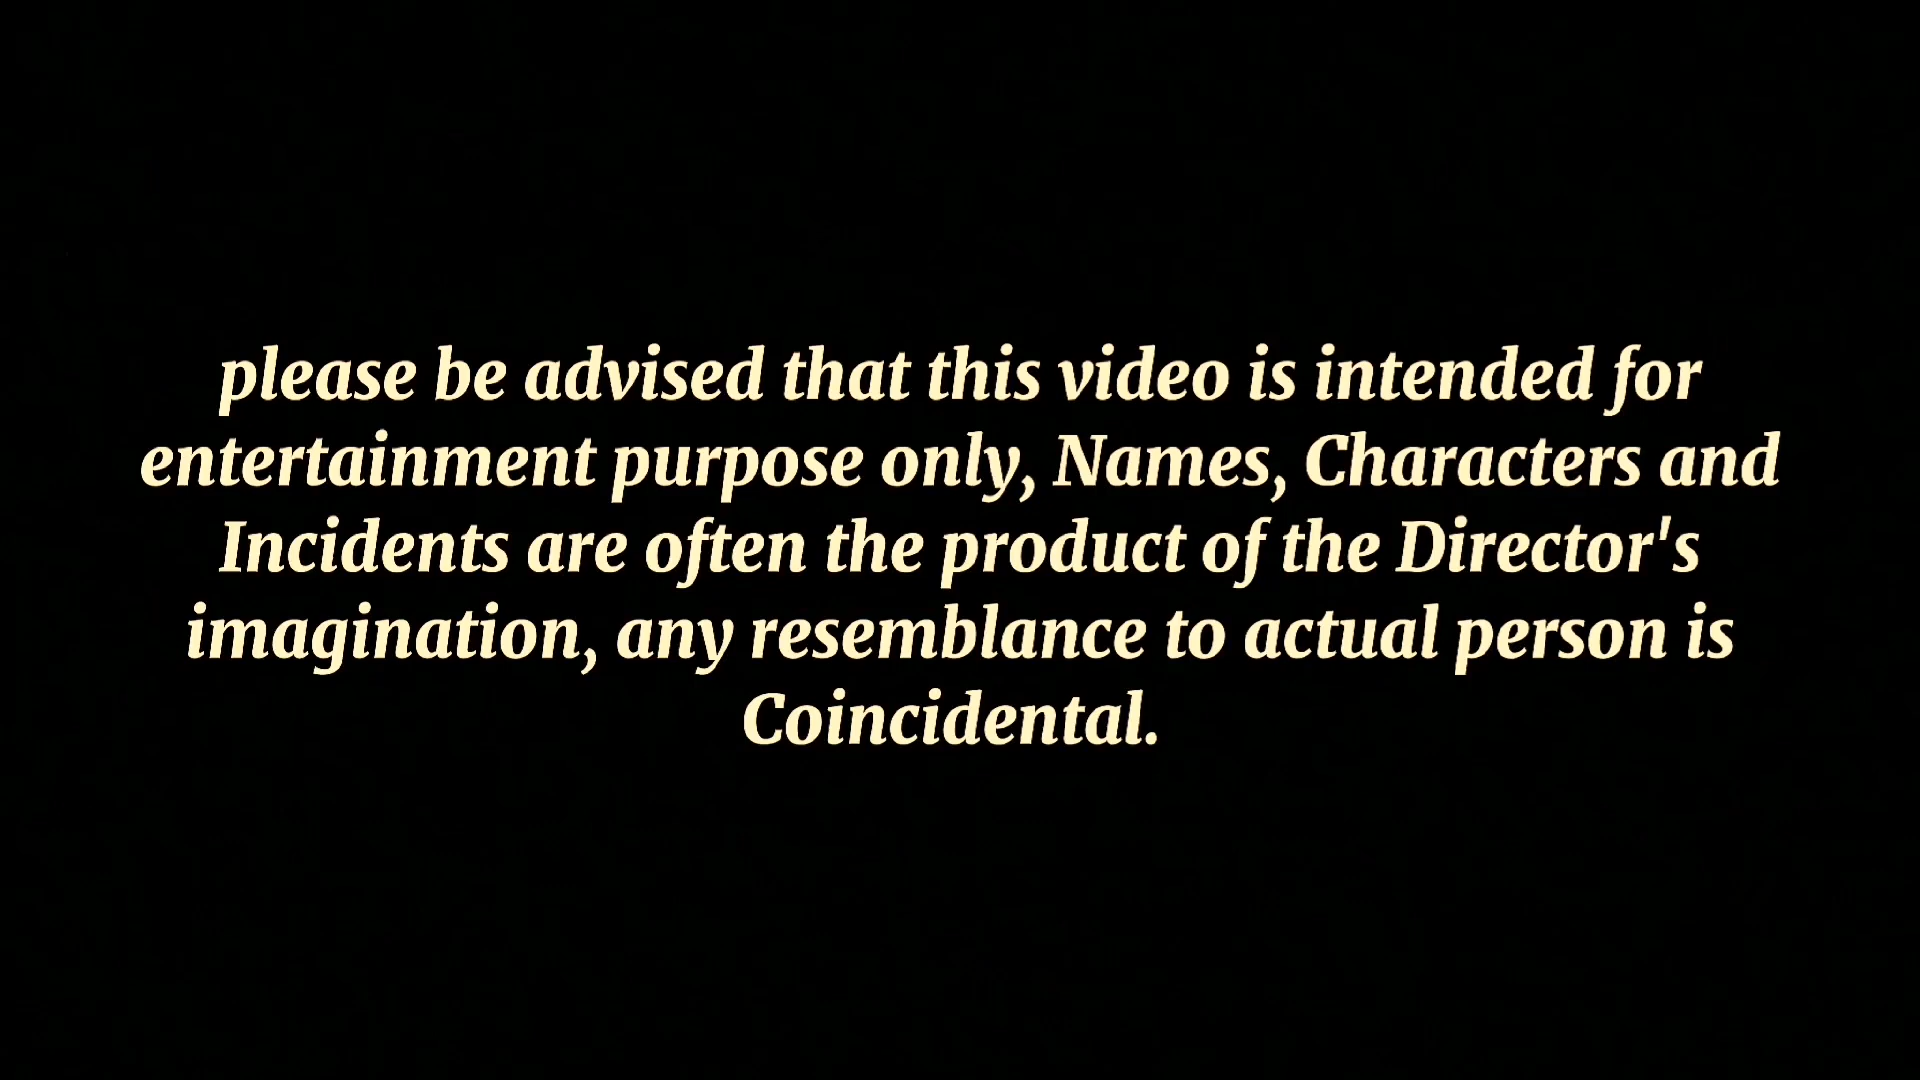 please be advised that this video is intended for
entertainment purpose only, Names, Characters and
Incidents are often the product of the Director's
imagination, any resemblance to actual person is
Coincidental.